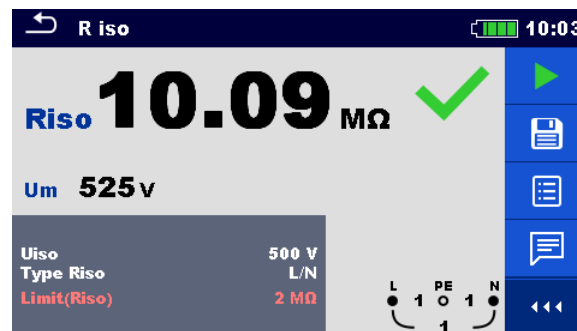 R iso 10:03
Riso 10.09 MΩ
Um 525 V
Uiso 500 V
Type Riso L/N
Limit(Riso) 2 MΩ
L PE N
1 1
1